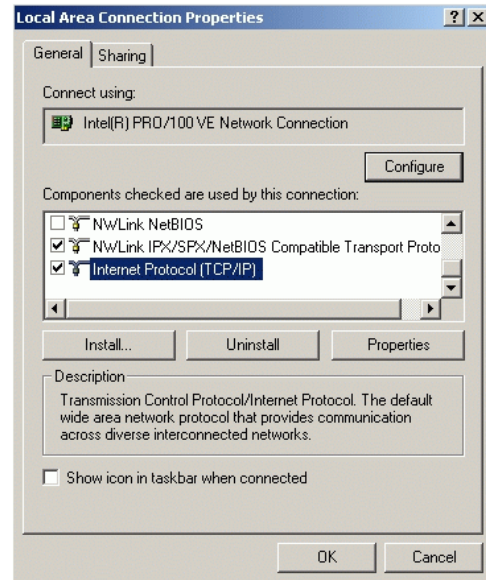 Local Area Connection Properties
General Sharing
Connect using:
Intel(R) PRO/100 VE Network Connection
Configure
Components checked are used by this connection:
NWLink NetBIOS
NWLink IPX/SPX/NetBIOS Compatible Transport Proto
Internet Protocol (TCP/IP)
Install... Uninstall Properties
Description
Transmission Control Protocol/Internet Protocol. The default
wide area network protocol that provides communication
across diverse interconnected networks.
Show icon in taskbar when connected
OK Cancel